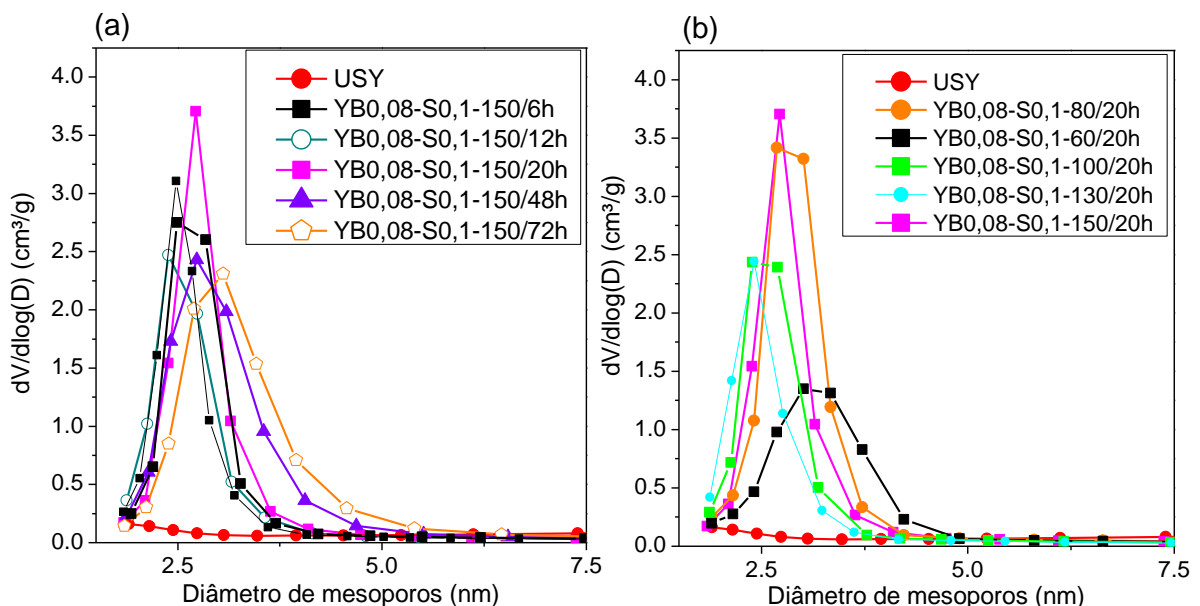 (a)
4.0
3.5
3.0
2.5
2.0
1.5
1.0
0.5
0.0
dV/dlog(D) (cm³/g)
USY
YB0,08-S0,1-150/6h
YB0,08-S0,1-150/12h
YB0,08-S0,1-150/20h
YB0,08-S0,1-150/48h
YB0,08-S0,1-150/72h
2.5 5.0 7.5
Diâmetro de mesoporos (nm)
(b)
4.0
3.5
3.0
2.5
2.0
1.5
1.0
0.5
0.0
dV/dlog(D) (cm³/g)
USY
YB0,08-S0,1-80/20h
YB0,08-S0,1-60/20h
YB0,08-S0,1-100/20h
YB0,08-S0,1-130/20h
YB0,08-S0,1-150/20h
2.5 5.0 7.5
Diâmetro de mesoporos (nm)